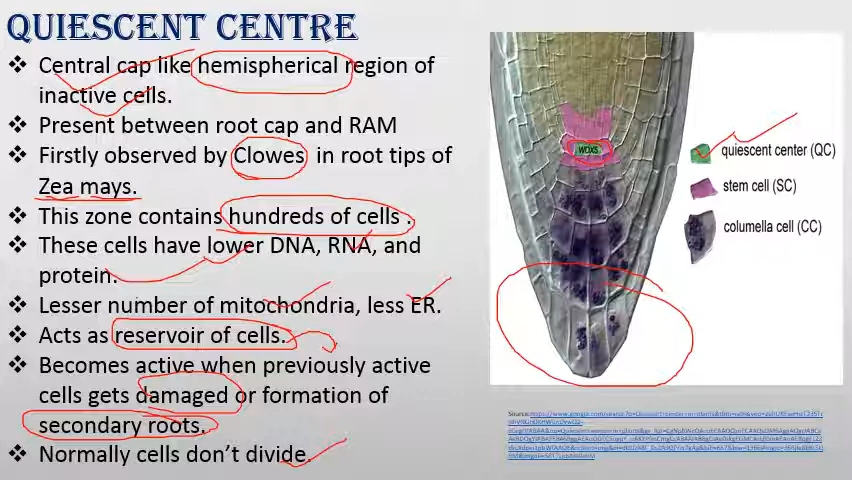 QUIESCENT CENTRE
❖ Central cap like hemispherical region of
inactive cells.
❖ Present between root cap and RAM
❖ Firstly observed by Clowes in root tips of
Zea mays.
❖ This zone contains hundreds of cells .
❖ These cells have lower DNA, RNA, and
protein.
❖ Lesser number of mitochondria, less ER.
❖ Acts as reservoir of cells.
❖ Becomes active when previously active
cells gets damaged or formation of
secondary roots.
❖ Normally cells don't divide.
WOX5
quiescent center (QC)
stem cell (SC)
columella cell (CC)